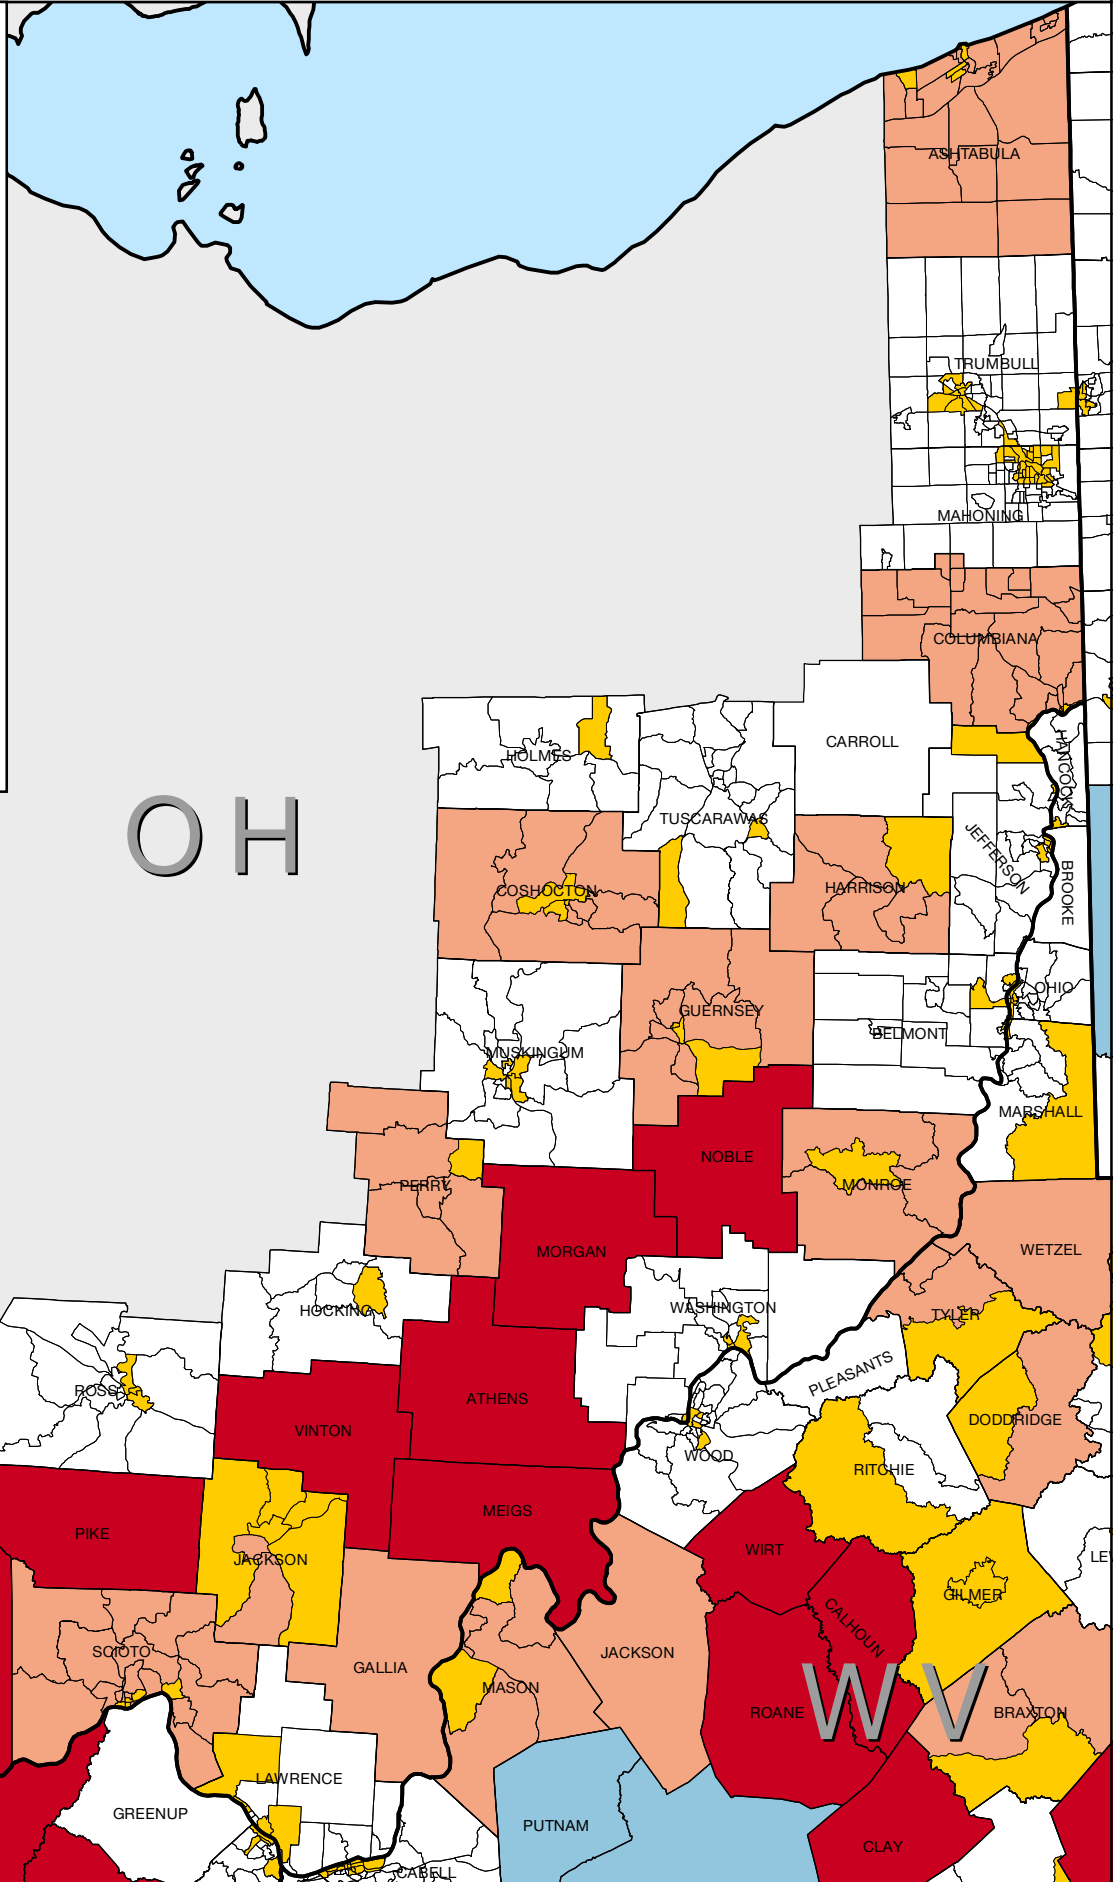 ASHTABULA
TRUMBULL
MAHONING
COLUMBIANA
CARROLL
HOLMES
HANCOCK
TUSCARAWAS
OH
JEFFERSON
COSHOCTON
HARRISON
BROOKE
OHIO
GUERNSEY
BELMONT
MUSKINGUM
MARSHALL
NOBLE
PERRY
MONROE
MORGAN
WETZEL
HOCKING
WASHINGTON
TYLER
PLEASANTS
ROSS
ATHENS
DODDRIDGE
VINTON
WOOD
RITCHIE
MEIGS
PIKE
WIRT
JACKSON
LEW
GILMER
CALHOUN
SCIOTO
JACKSON
GALLIA
MASON
WV
ROANE
BRAXTON
LAWRENCE
GREENUP
PUTNAM
CLAY
CABELL